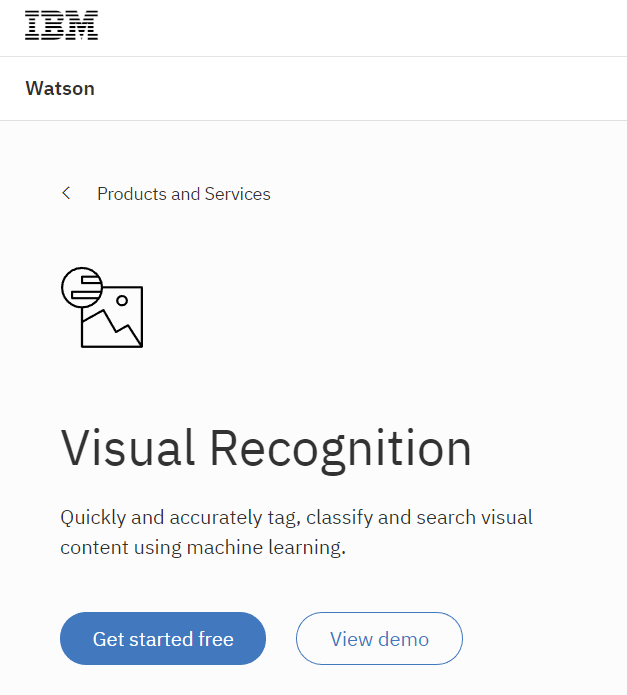 IBM
Watson
Products and Services
Visual Recognition
Quickly and accurately tag, classify and search visual
content using machine learning.
Get started free
View demo